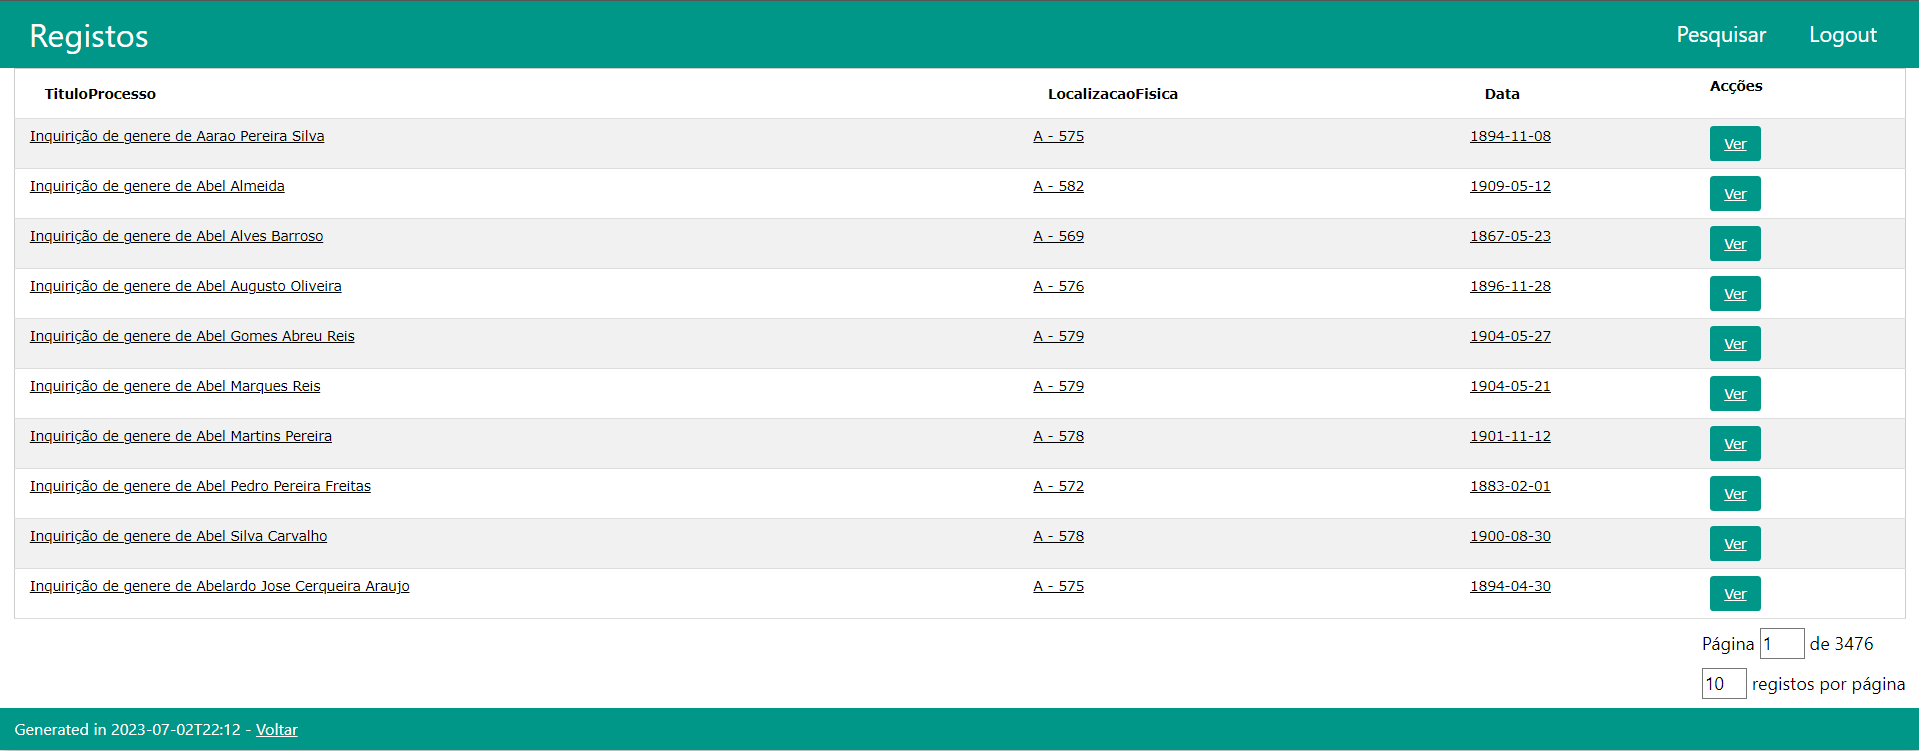 Registos Pesquisar Logout
TituloProcesso LocalizacaoFisica Data Acções
Inquirição de genere de Aarao Pereira Silva A - 575 1894-11-08 Ver
Inquirição de genere de Abel Almeida A - 582 1909-05-12 Ver
Inquirição de genere de Abel Alves Barroso A - 569 1867-05-23 Ver
Inquirição de genere de Abel Augusto Oliveira A - 576 1896-11-28 Ver
Inquirição de genere de Abel Gomes Abreu Reis A - 579 1904-05-27 Ver
Inquirição de genere de Abel Marques Reis A - 579 1904-05-21 Ver
Inquirição de genere de Abel Martins Pereira A - 578 1901-11-12 Ver
Inquirição de genere de Abel Pedro Pereira Freitas A - 572 1883-02-01 Ver
Inquirição de genere de Abel Silva Carvalho A - 578 1900-08-30 Ver
Inquirição de genere de Abelardo Jose Cerqueira Araujo A - 575 1894-04-30 Ver
Página 1 de 3476
10 registos por página
Generated in 2023-07-02T22:12 - Voltar